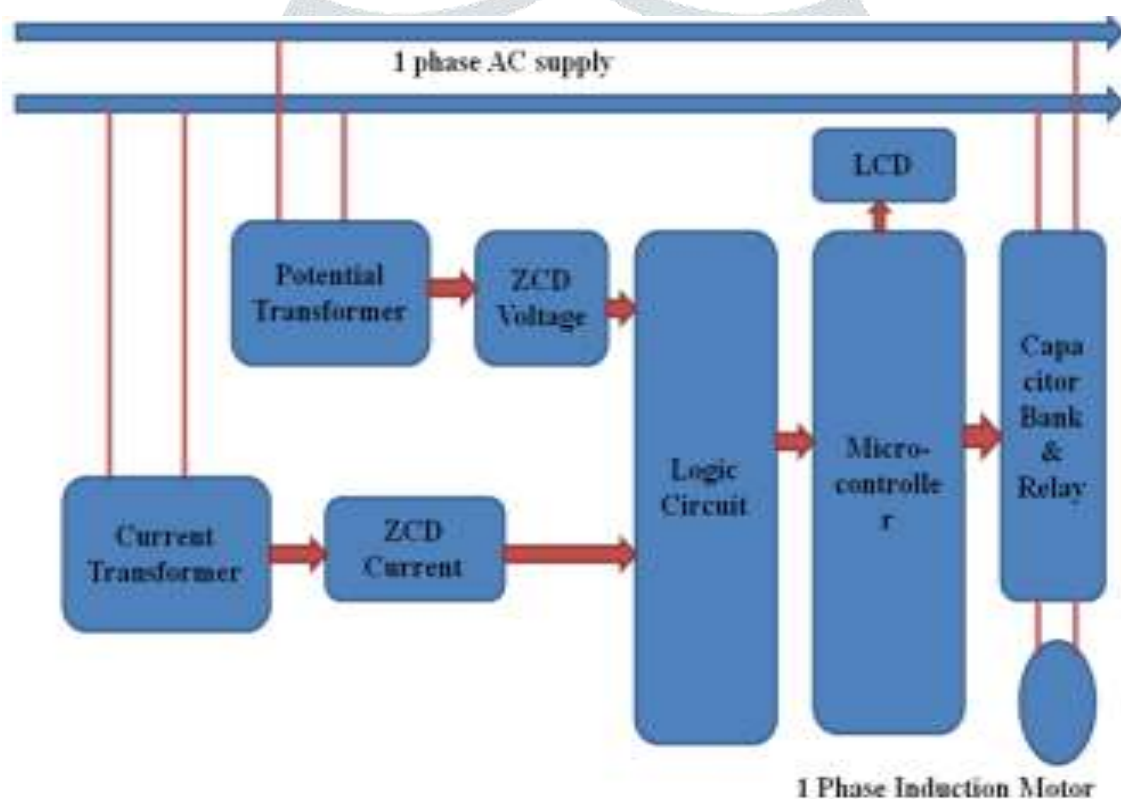 1 phase AC supply
LCD
Potential
Transformer
ZCD
Voltage
Logic
Circuit
Micro-
controlle
r
Capa
citor
Bank
&
Relay
Current
Transformer
ZCD
Current
1 Phase Induction Motor